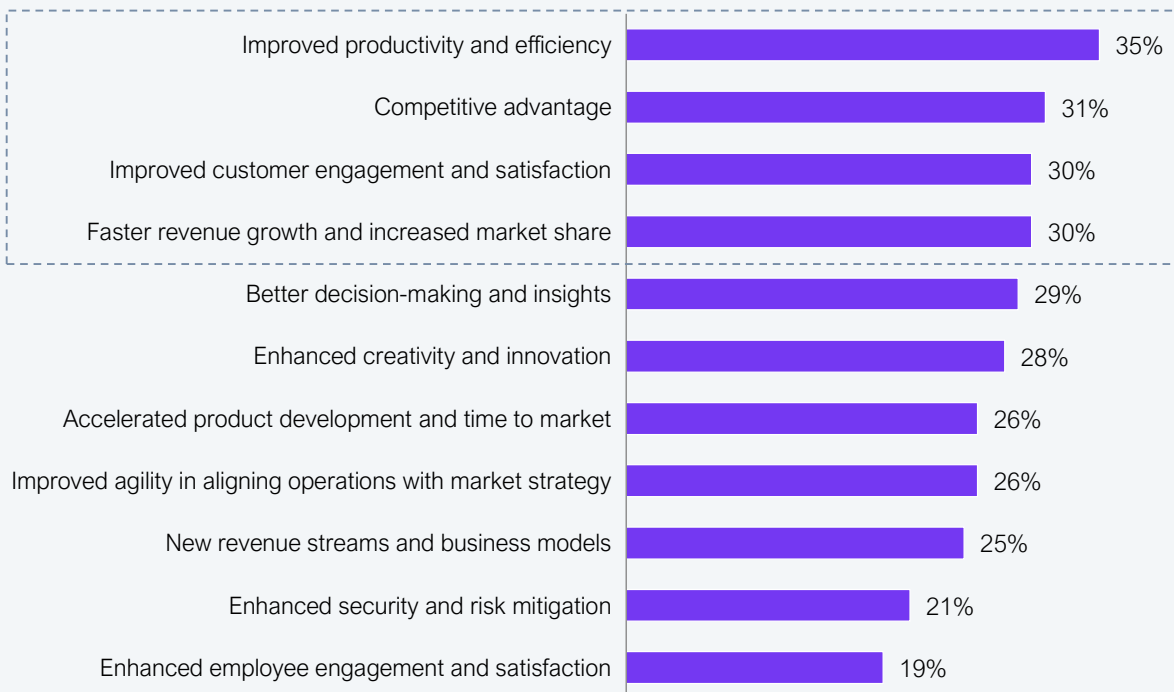 Improved productivity and efficiency 35%
Competitive advantage 31%
Improved customer engagement and satisfaction 30%
Faster revenue growth and increased market share 30%
Better decision-making and insights 29%
Enhanced creativity and innovation 28%
Accelerated product development and time to market 26%
Improved agility in aligning operations with market strategy 26%
New revenue streams and business models 25%
Enhanced security and risk mitigation 21%
Enhanced employee engagement and satisfaction 19%